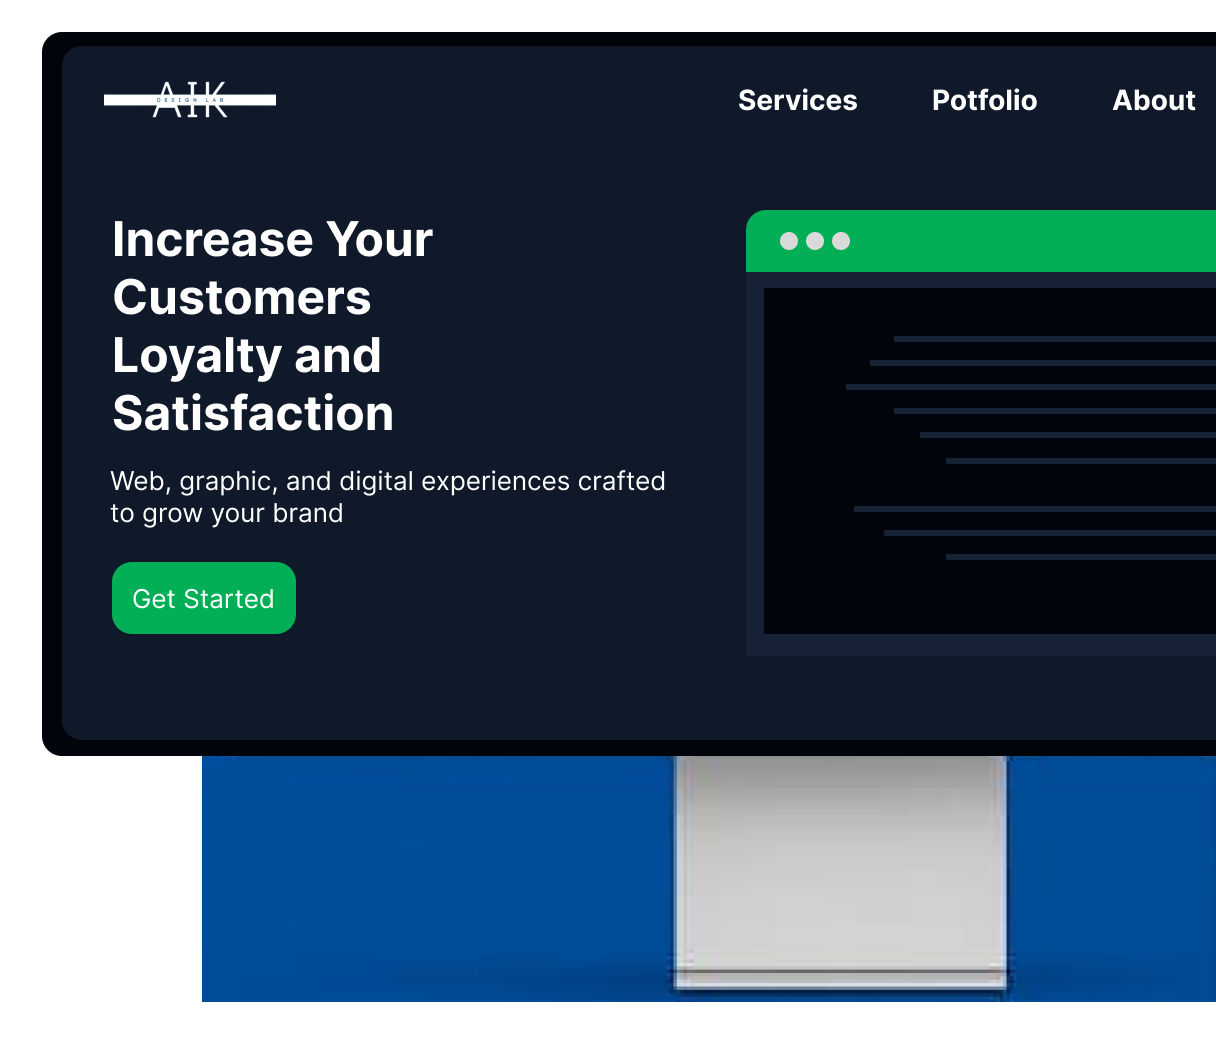 AIK
DESIGN LAB
Services Potfolio About
Increase Your
Customers
Loyalty and
Satisfaction
Web, graphic, and digital experiences crafted
to grow your brand
Get Started